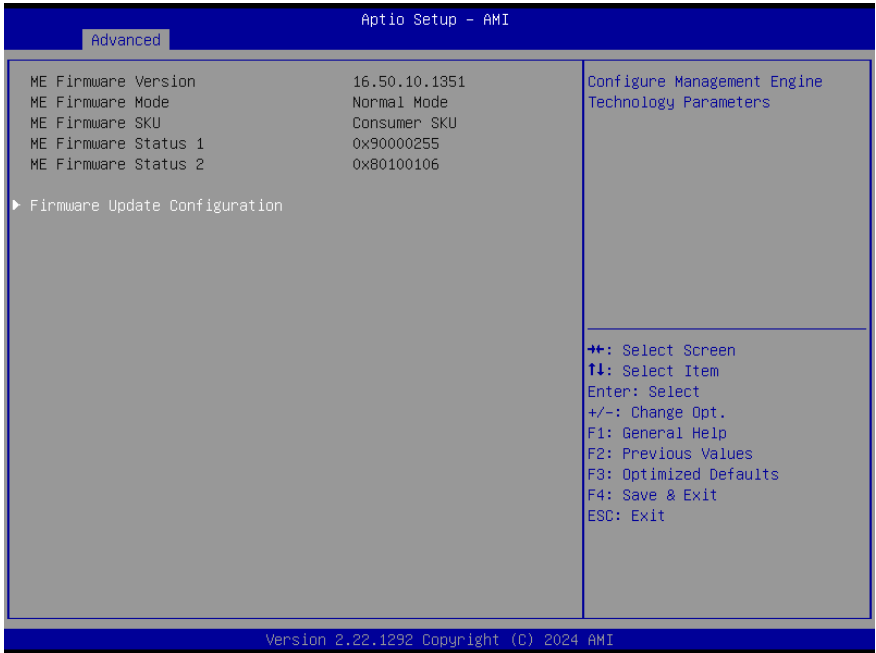 Aptio Setup – AMI
Advanced
ME Firmware Version 16.50.10.1351
ME Firmware Mode Normal Mode
ME Firmware SKU Consumer SKU
ME Firmware Status 1 0x90000255
ME Firmware Status 2 0x80100106
▶ Firmware Update Configuration
Configure Management Engine
Technology Parameters
→←: Select Screen
↑↓: Select Item
Enter: Select
+/-: Change Opt.
F1: General Help
F2: Previous Values
F3: Optimized Defaults
F4: Save & Exit
ESC: Exit
Version 2.22.1292 Copyright (C) 2024 AMI